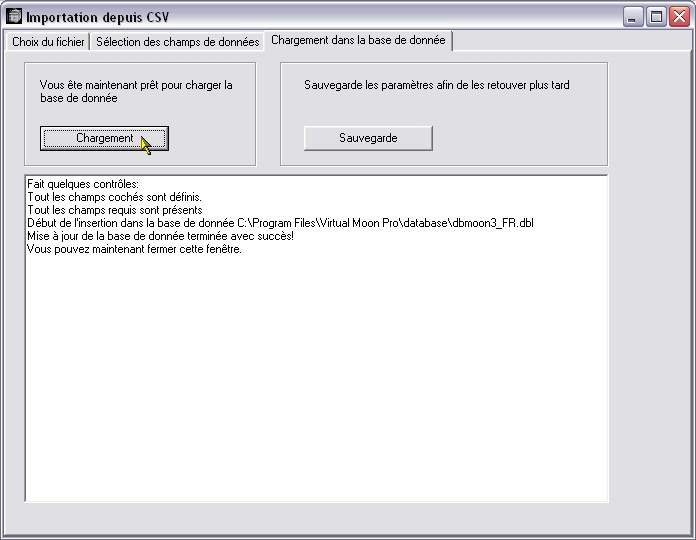 Importation depuis CSV
Choix du fichier
Sélection des champs de données
Chargement dans la base de donnée
Vous ête maintenant prêt pour charger la
base de donnée
Chargement
Sauvegarde les paramètres afin de les retouver plus tard
Sauvegarde
Fait quelques contrôles:
Tout les champs cochés sont définis.
Tout les champs requis sont présents
Début de l'insertion dans la base de donnée C:\Program Files\Virtual Moon Pro\database\dbmoon3_FR.dbl
Mise à jour de la base de donnée terminée avec succès!
Vous pouvez maintenant fermer cette fenêtre.